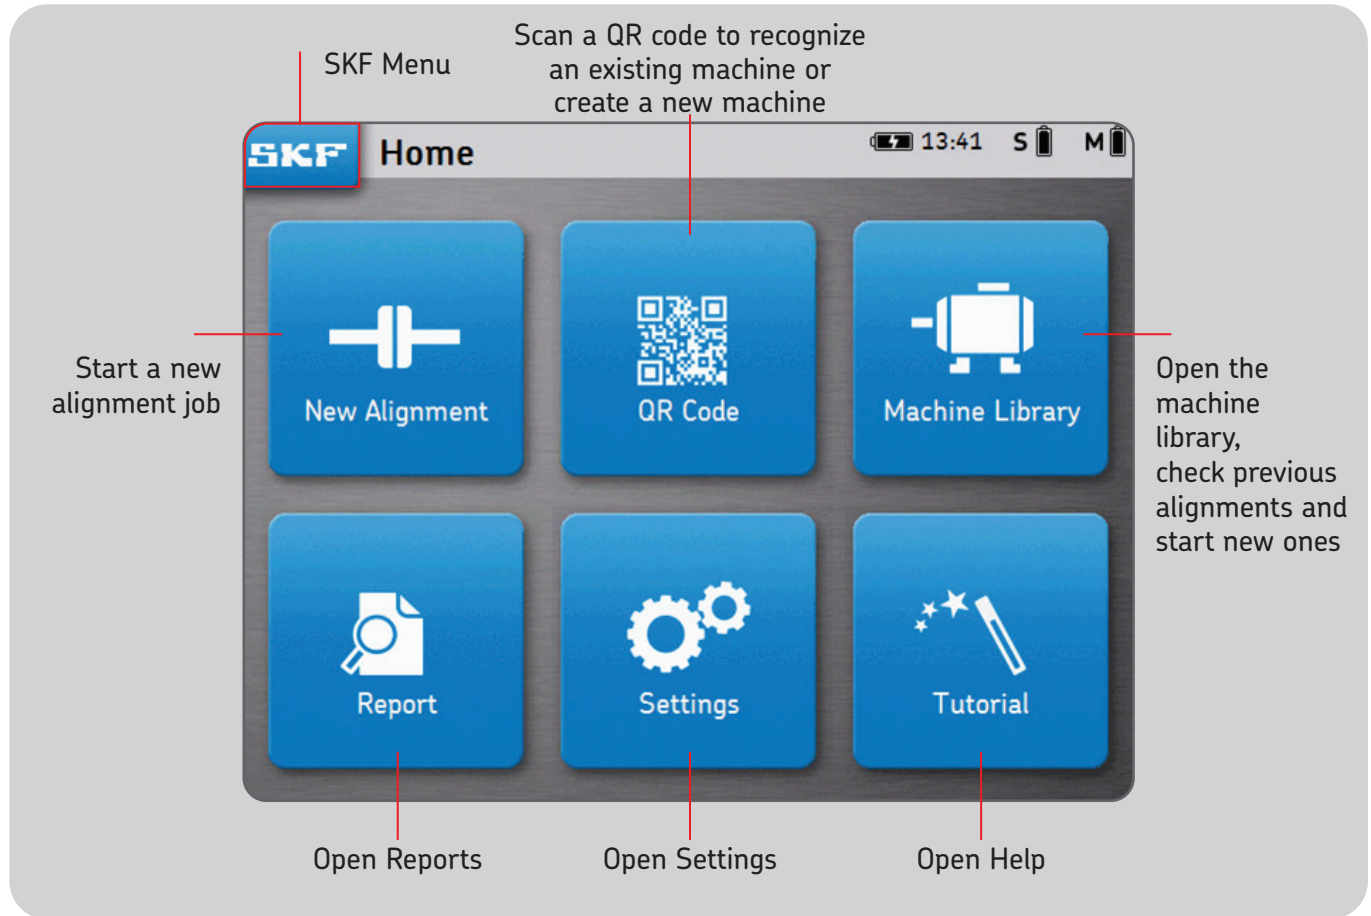 Scan a QR code to recognize
an existing machine or
create a new machine
SKF Menu
SKF Home 13:41 S M
Start a new
alignment job
New Alignment
QR Code
Machine Library
Open the
machine
library,
check previous
alignments and
start new ones
Report
Settings
Tutorial
Open Reports
Open Settings
Open Help